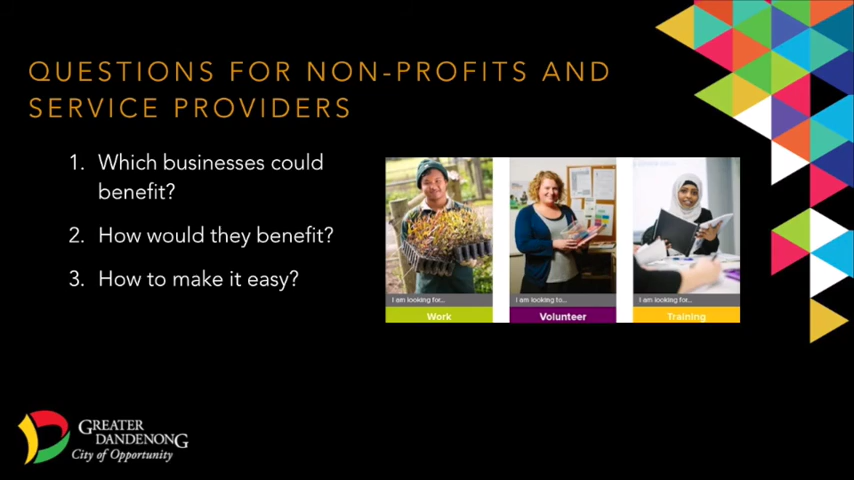 QUESTIONS FOR NON-PROFITS AND
SERVICE PROVIDERS
1. Which businesses could
benefit?
2. How would they benefit?
3. How to make it easy?
I am looking for...
Work
I am looking to...
Volunteer
I am looking for...
Training
GREATER
DANDENONG
City of Opportunity